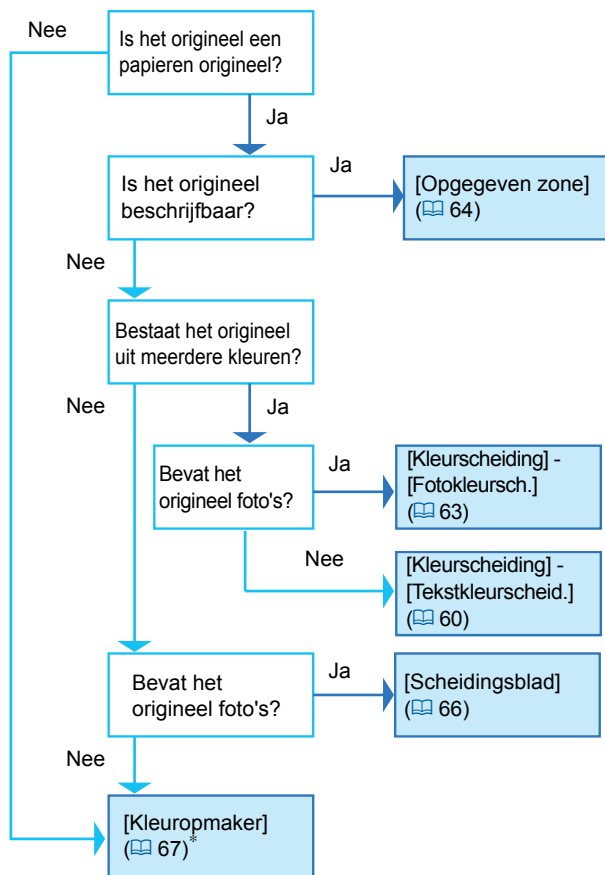 Nee
Is het origineel een
papieren origineel?
Ja
Is het origineel
beschrijfbaar?
Ja
[Opgegeven zone]
(🕮 64)
Nee
Bestaat het origineel
uit meerdere kleuren?
Nee
Ja
Bevat het
origineel foto's?
Ja
[Kleurscheiding] -
[Fotokleursch.]
(🕮 63)
Nee
[Kleurscheiding] -
[Tekstkleurscheid.]
(🕮 60)
Bevat het
origineel foto's?
Ja
[Scheidingsblad]
(🕮 66)
Nee
[Kleuropmaker]
(🕮 67)*